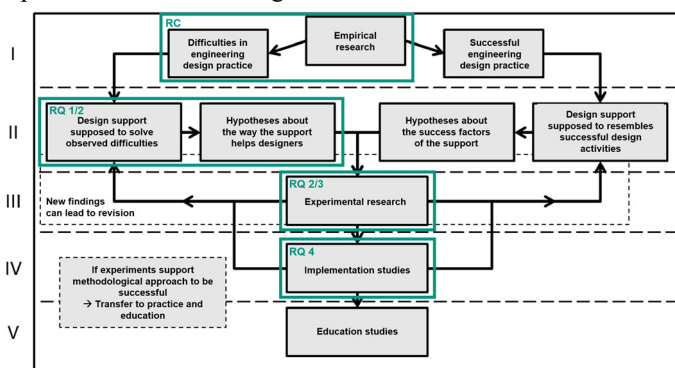 RC
Difficulties in
engineering
design practice
Empirical
research
Successful
engineering
design practice
I
RQ 1/2
Design support
supposed to solve
observed difficulties
Hypotheses about
the way the support
helps designers
Hypotheses about
the success factors
of the support
Design support
supposed to resembles
successful design
activities
II
RQ 2/3
Experimental research
New findings
can lead to revision
III
RQ 4
Implementation studies
IV
If experiments support
methodological approach to be
successful
→ Transfer to practice and
education
Education studies
V